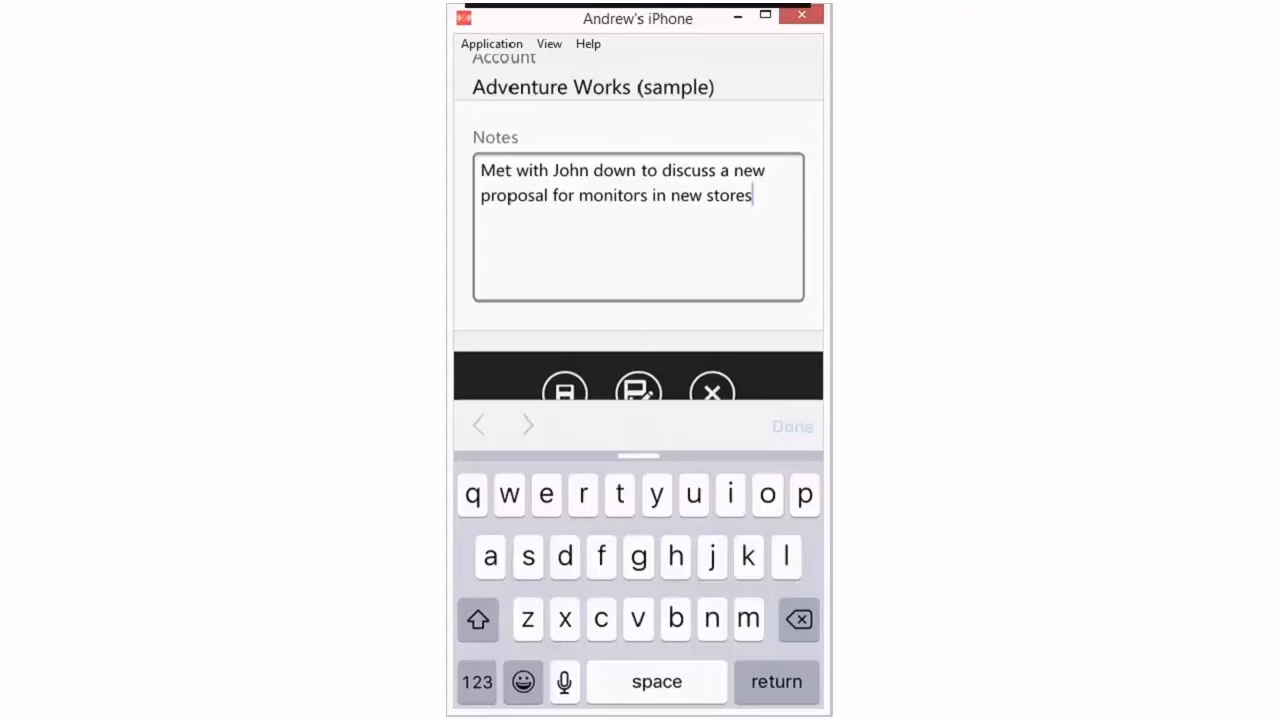 Andrew's iPhone
Application View Help
Account
Adventure Works (sample)
Notes
Met with John down to discuss a new
proposal for monitors in new stores
Done
q w e r t y u i o p
a s d f g h j k l
z x c v b n m
123 space return